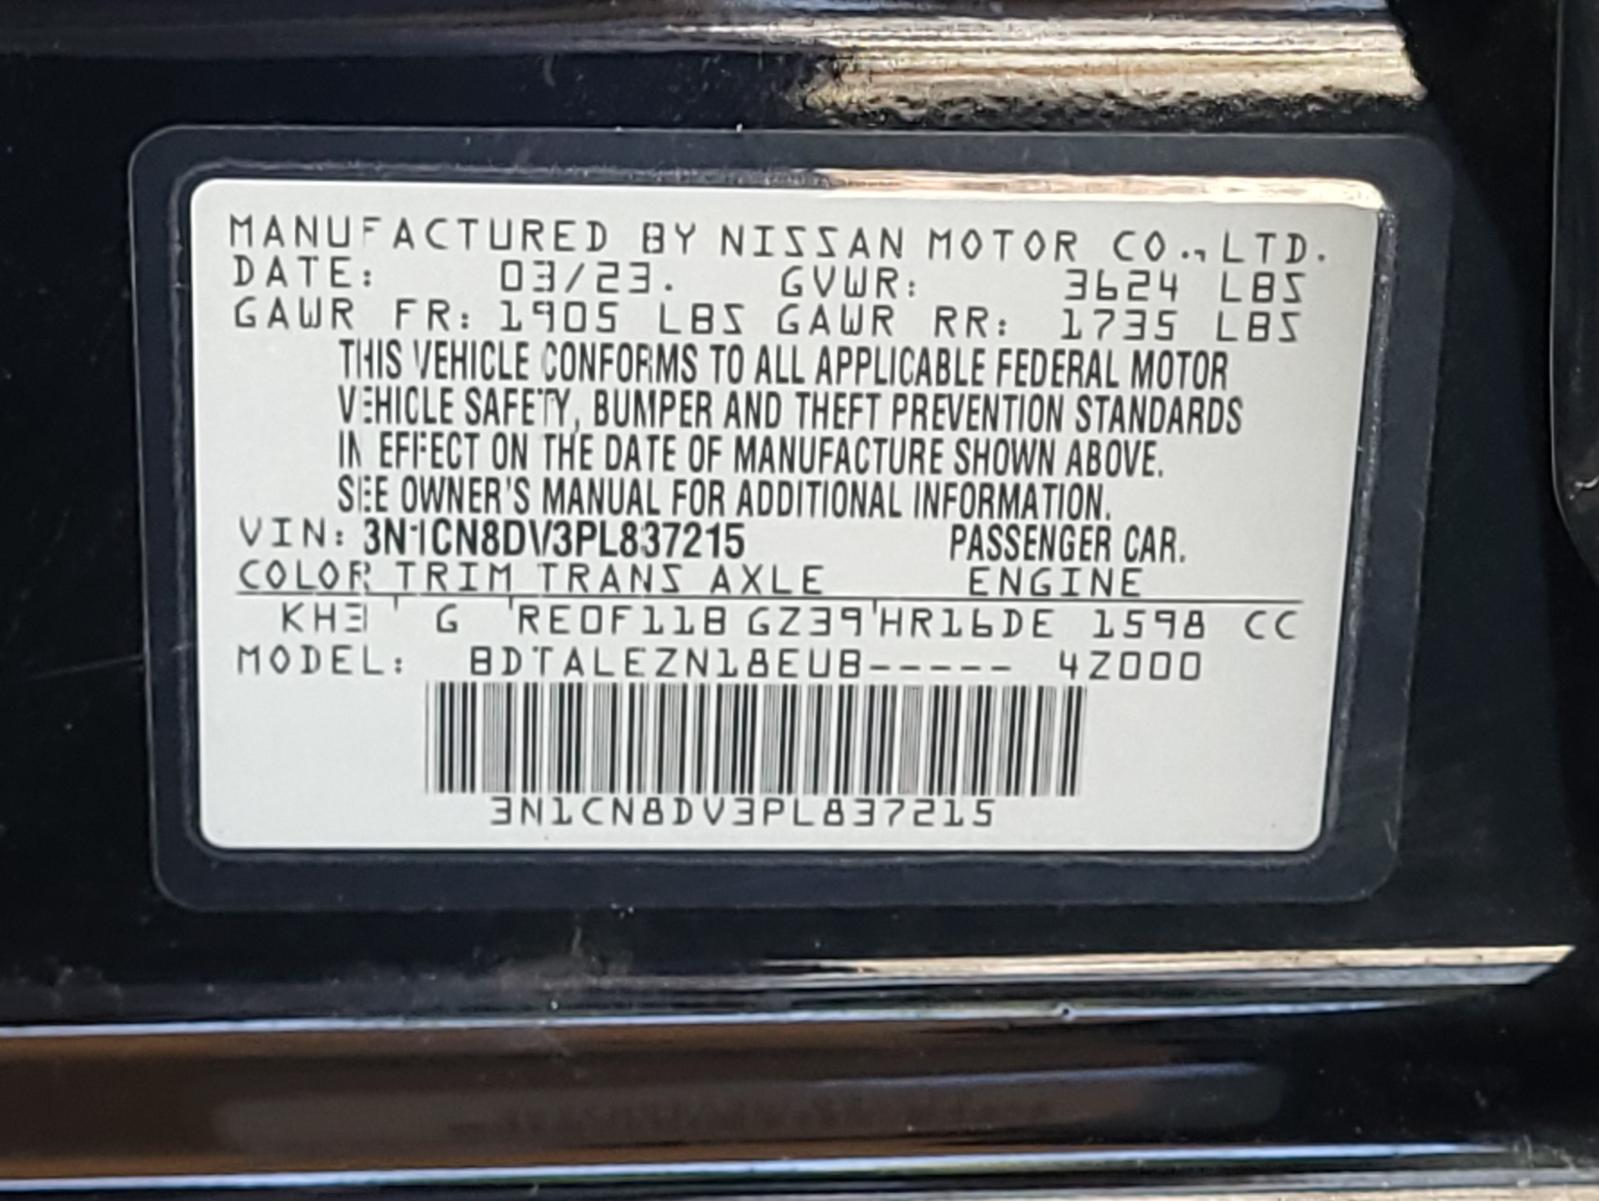 MANUFACTURED BY NISSAN MOTOR CO., LTD.
DATE: 03/23. GVWR: 3624 LBS
GAWR FR: 1905 LBS GAWR RR: 1735 LBS
THIS VEHICLE CONFORMS TO ALL APPLICABLE FEDERAL MOTOR
VEHICLE SAFETY, BUMPER AND THEFT PREVENTION STANDARDS
IN EFFECT ON THE DATE OF MANUFACTURE SHOWN ABOVE.
SEE OWNER'S MANUAL FOR ADDITIONAL INFORMATION.
VIN: 3N1CN8DV3PL837215 PASSENGER CAR.
COLOR TRIM TRANS AXLE ENGINE
KH3 G RE0F11B GZ39 HR16DE 1598 CC
MODEL: BDTALEZN18EUB----- 4Z000
3N1CN8DV3PL837215